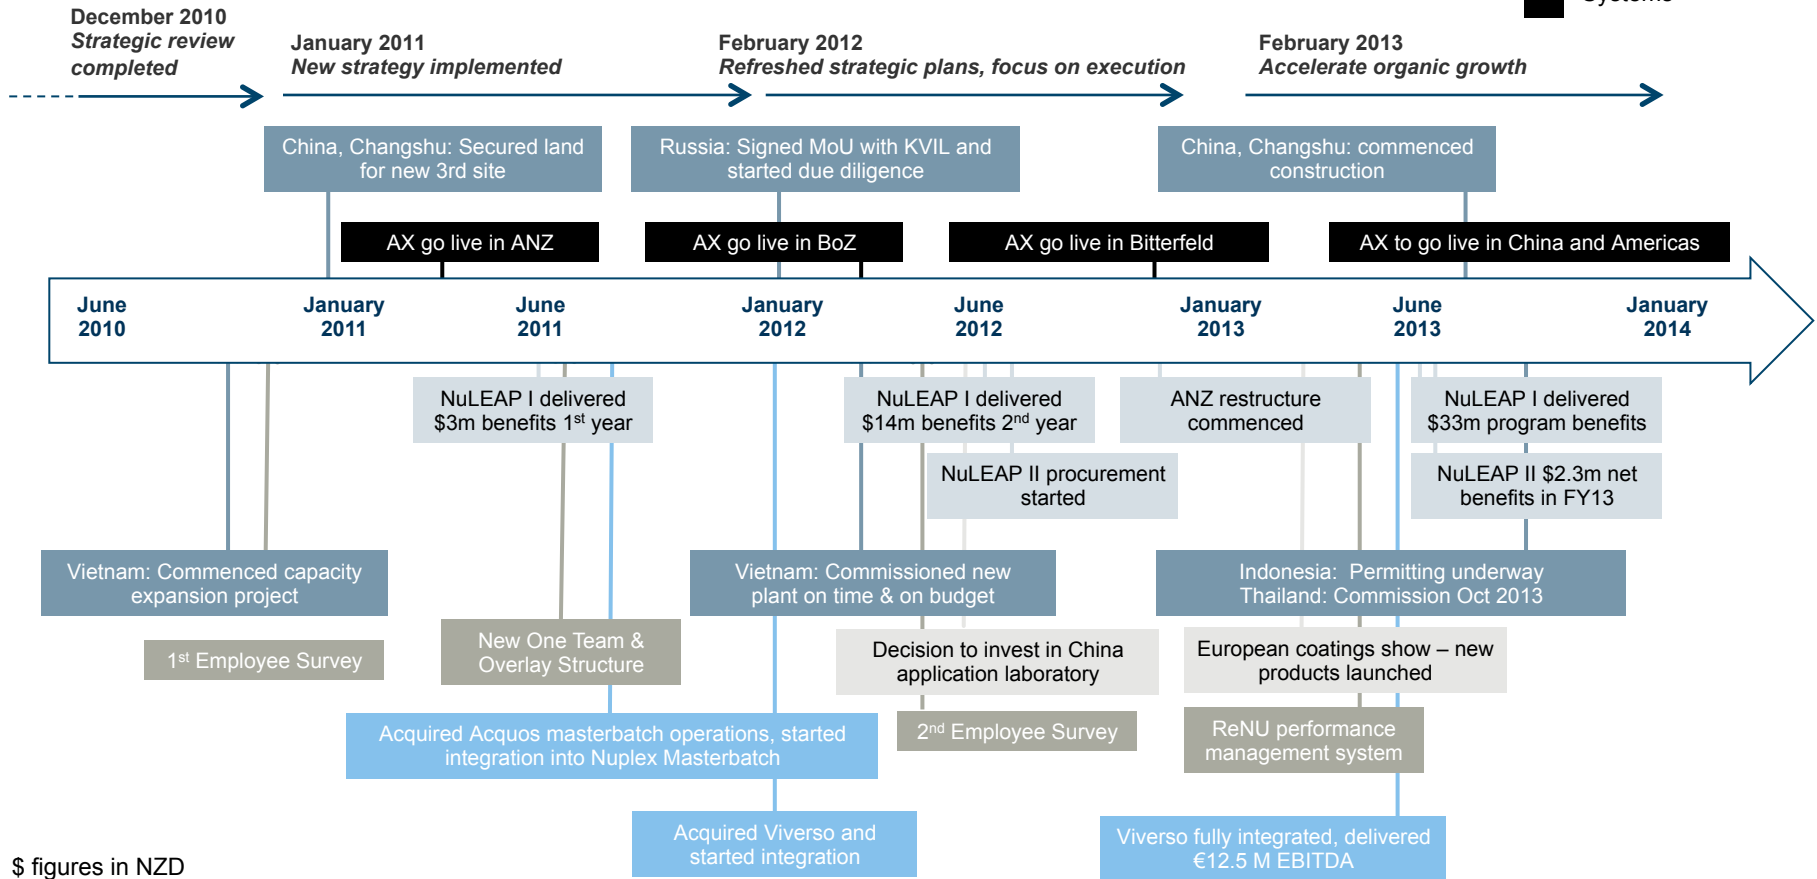 Systems
December 2010
Strategic review
completed
January 2011
New strategy implemented
February 2012
Refreshed strategic plans, focus on execution
February 2013
Accelerate organic growth
China, Changshu: Secured land
for new 3rd site
Russia: Signed MoU with KVIL and
started due diligence
China, Changshu: commenced
construction
AX go live in ANZ
AX go live in BoZ
AX go live in Bitterfeld
AX to go live in China and Americas
June
2010
January
2011
June
2011
January
2012
June
2012
January
2013
June
2013
January
2014
NuLEAP I delivered
$3m benefits 1st year
NuLEAP I delivered
$14m benefits 2nd year
ANZ restructure
commenced
NuLEAP I delivered
$33m program benefits
NuLEAP II procurement
started
NuLEAP II $2.3m net
benefits in FY13
Vietnam: Commenced capacity
expansion project
Vietnam: Commissioned new
plant on time & on budget
Indonesia: Permitting underway
Thailand: Commission Oct 2013
1st Employee Survey
New One Team &
Overlay Structure
Decision to invest in China
application laboratory
European coatings show – new
products launched
Acquired Acquos masterbatch operations, started
integration into Nuplex Masterbatch
2nd Employee Survey
ReNU performance
management system
Acquired Viverso and
started integration
Viverso fully integrated, delivered
€12.5 M EBITDA
$ figures in NZD